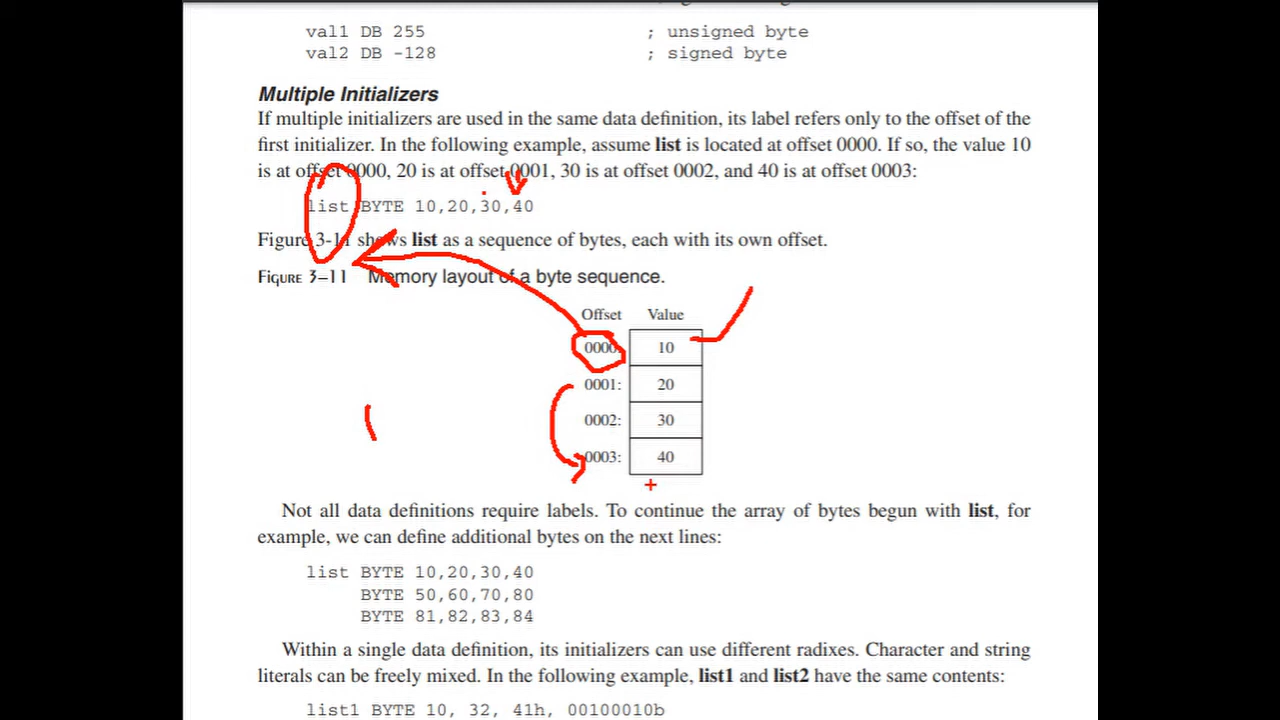 val1 DB 255 ; unsigned byte
val2 DB -128 ; signed byte
Multiple Initializers
If multiple initializers are used in the same data definition, its label refers only to the offset of the
first initializer. In the following example, assume list is located at offset 0000. If so, the value 10
is at offset 0000, 20 is at offset 0001, 30 is at offset 0002, and 40 is at offset 0003:
list BYTE 10,20,30,40
Figure 3-11 shows list as a sequence of bytes, each with its own offset.
FIGURE 3–11 Memory layout of a byte sequence.
Offset Value
0000: 10
0001: 20
0002: 30
0003: 40
Not all data definitions require labels. To continue the array of bytes begun with list, for
example, we can define additional bytes on the next lines:
list BYTE 10,20,30,40
BYTE 50,60,70,80
BYTE 81,82,83,84
Within a single data definition, its initializers can use different radixes. Character and string
literals can be freely mixed. In the following example, list1 and list2 have the same contents:
list1 BYTE 10, 32, 41h, 00100010b